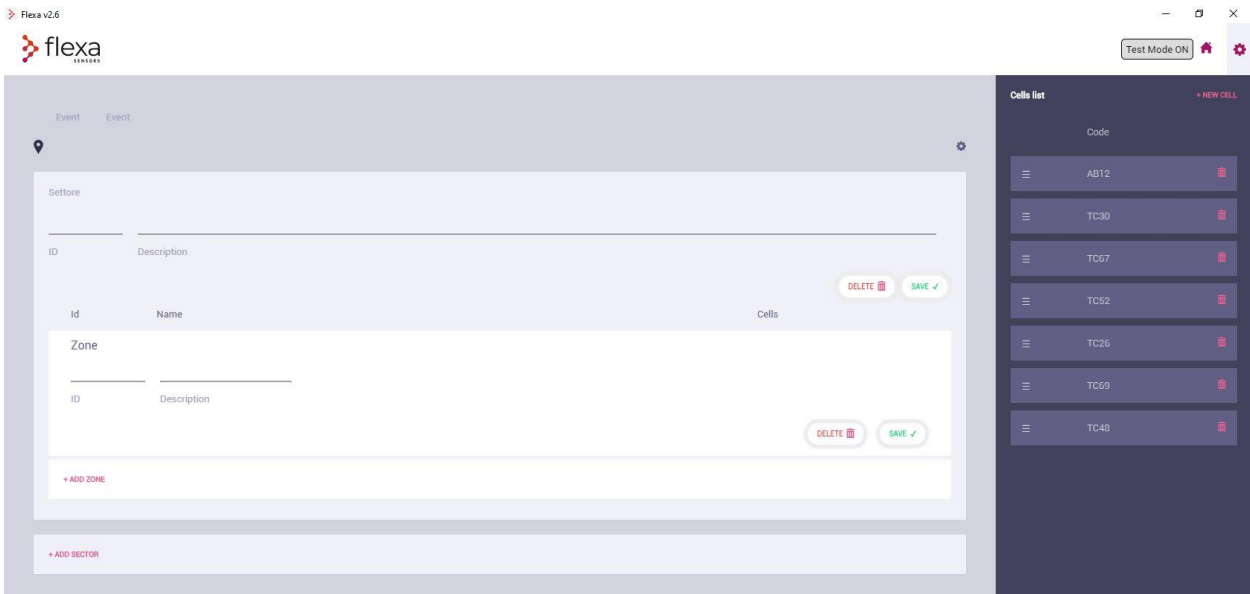 Flexa v2.6
flexa
SENSORS
Test Mode ON
Event Event
Settore
ID Description
DELETE SAVE
Id Name Cells
Zone
ID Description
DELETE SAVE
+ ADD ZONE
+ ADD SECTOR
Cells list + NEW CELL
Code
AB12
TC30
TC67
TC52
TC26
TC69
TC48